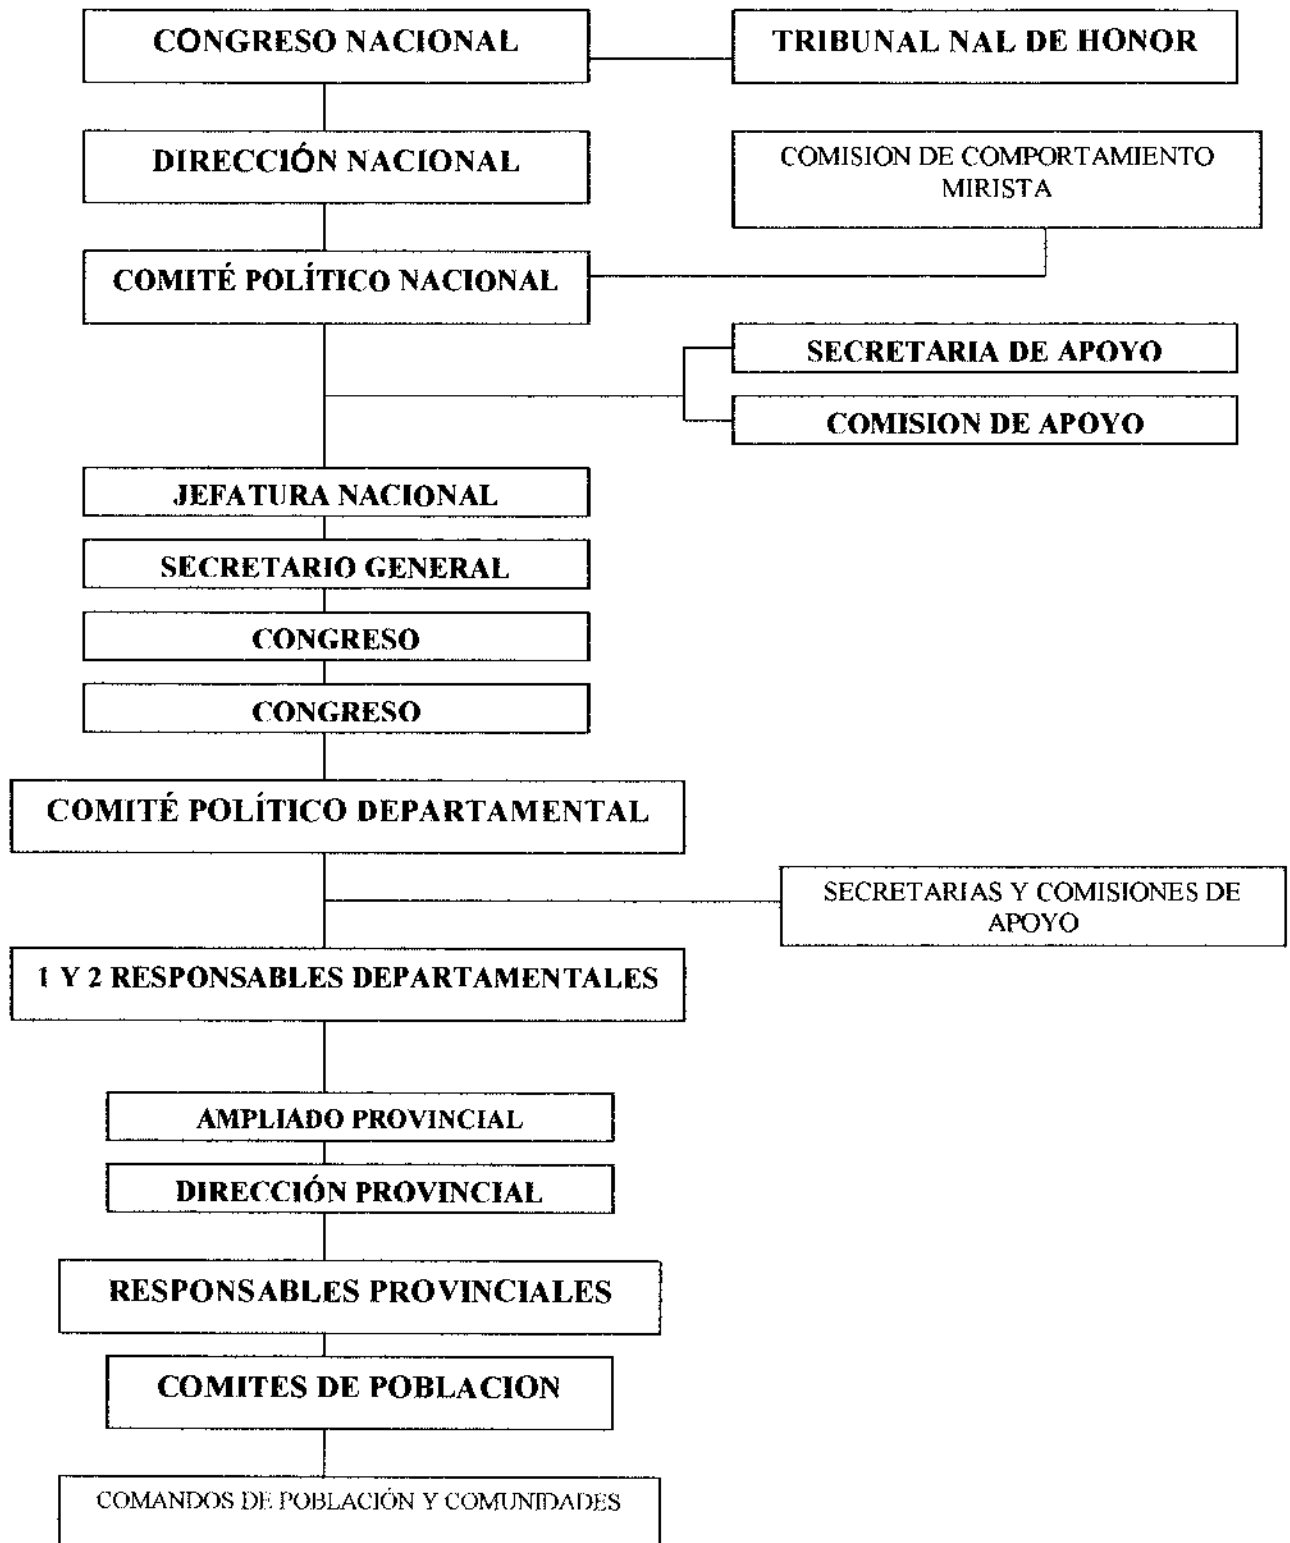 CONGRESO NACIONAL
TRIBUNAL NAL DE HONOR
DIRECCIÓN NACIONAL
COMISION DE COMPORTAMIENTO
MIRISTA
COMITÉ POLÍTICO NACIONAL
SECRETARIA DE APOYO
COMISION DE APOYO
JEFATURA NACIONAL
SECRETARIO GENERAL
CONGRESO
CONGRESO
COMITÉ POLÍTICO DEPARTAMENTAL
SECRETARIAS Y COMISIONES DE
APOYO
1 Y 2 RESPONSABLES DEPARTAMENTALES
AMPLIADO PROVINCIAL
DIRECCIÓN PROVINCIAL
RESPONSABLES PROVINCIALES
COMITES DE POBLACION
COMANDOS DE POBLACIÓN Y COMUNIDADES